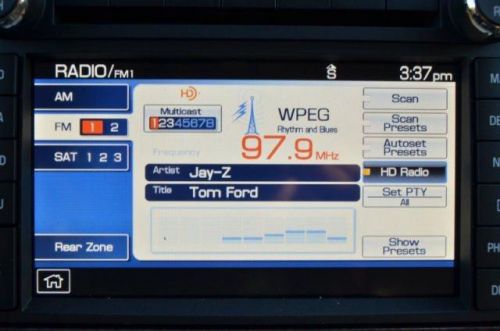 RADIO/FM1
S
3:37pm
AM
FM 1 2
SAT 1 2 3
Rear Zone
HD
Multicast
12345678
WPEG
Rhythm and Blues
Frequency
97.9 MHz
Artist Jay-Z
Title Tom Ford
Scan
Scan Presets
Autoset Presets
HD Radio
Set PTY
All
Show Presets